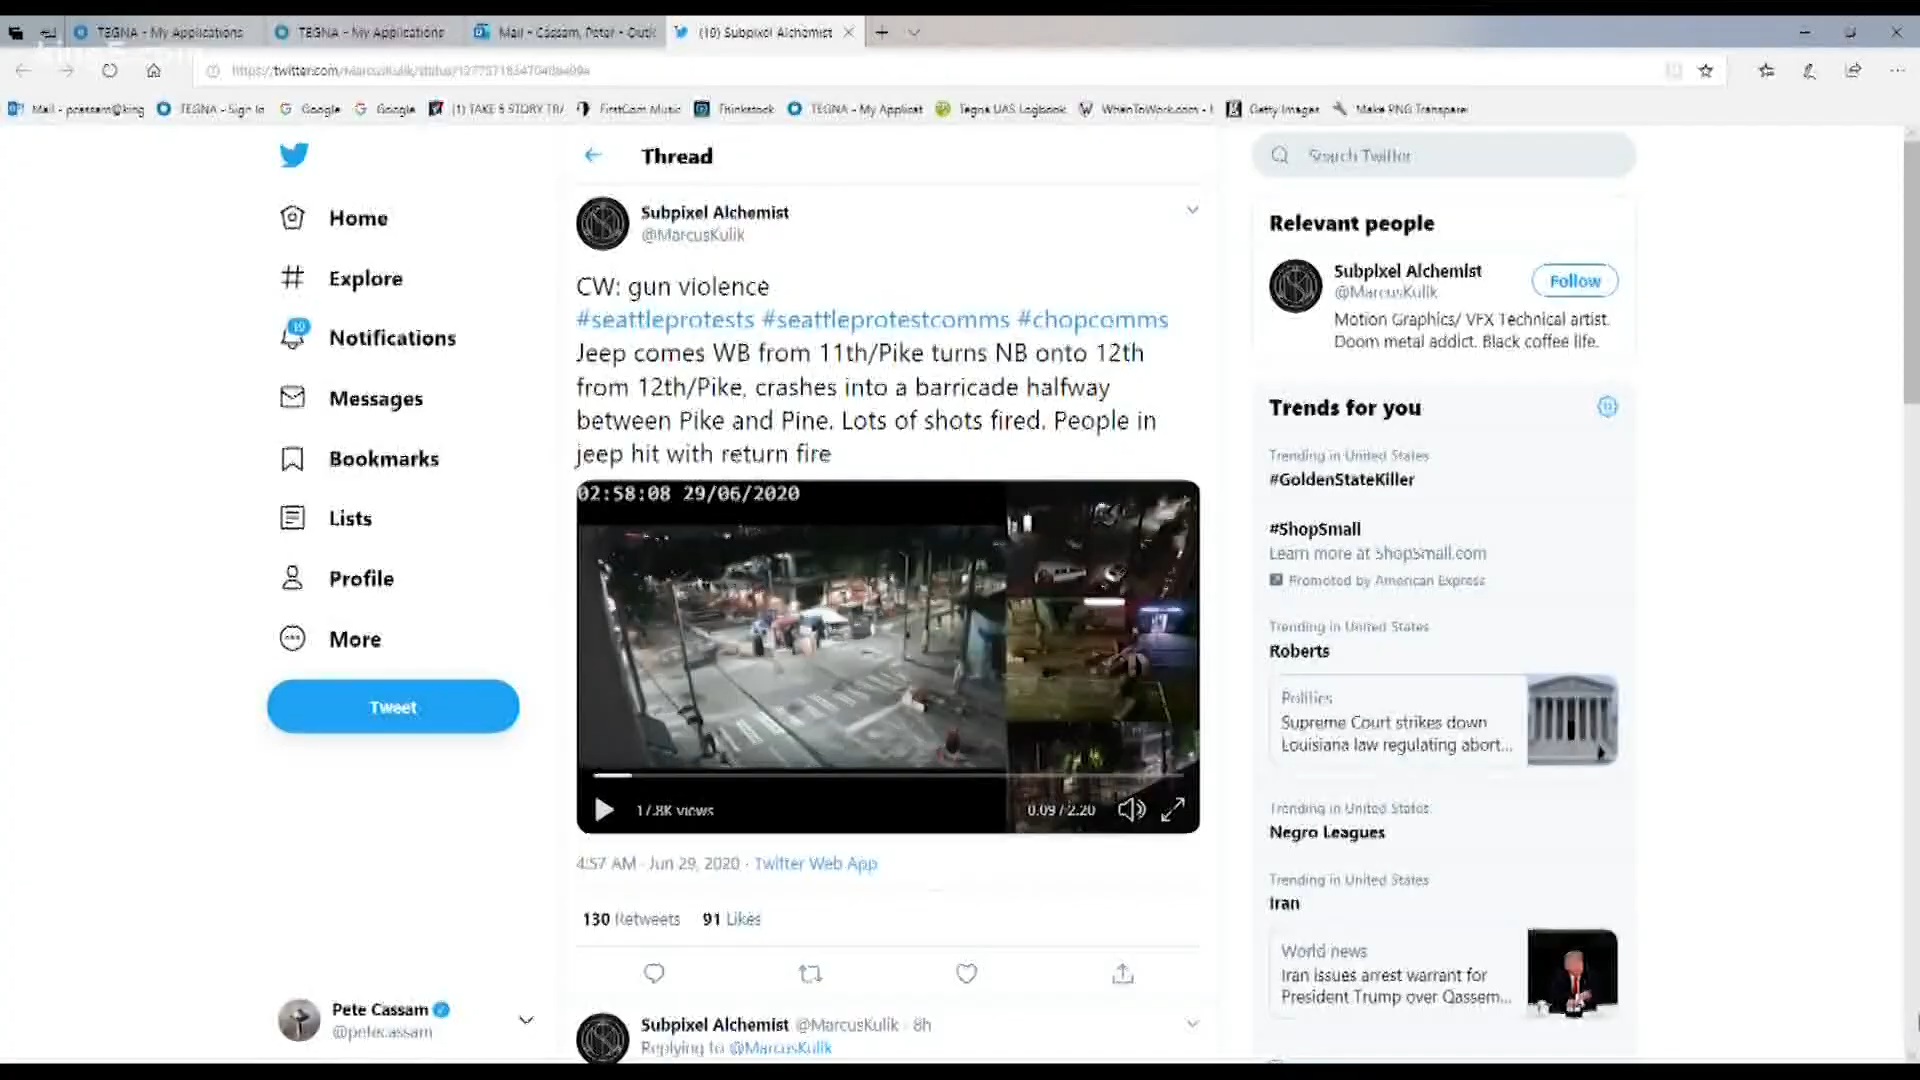 TEGNA - My Applications
TEGNA - My Applications
Mail - Cassam, Peter - Outl
(19) Subpixel Alchemist
Mail - pcassam@king
TEGNA - Sign In
Google
Google
(1) TAKE 5 STORY TR/
FirstCom Music
Thinkstock
TEGNA - My Applicat
Tegna UAS Logbook
WhenToWork.com -
Getty Images
Make PNG Transpare
Home
Explore
19
Notifications
Messages
Bookmarks
Lists
Profile
More
Tweet
Pete Cassam
@petecassam
Thread
Subpixel Alchemist
@MarcusKulik
CW: gun violence
#seattleprotests #seattleprotestcomms #chopcomms
Jeep comes WB from 11th/Pike turns NB onto 12th
from 12th/Pike, crashes into a barricade halfway
between Pike and Pine. Lots of shots fired. People in
jeep hit with return fire
02:58:08 29/06/2020
17.8K views
0:09 / 2:20
4:57 AM · Jun 29, 2020 · Twitter Web App
130 Retweets 91 Likes
Subpixel Alchemist @MarcusKulik · 8h
Replying to @MarcusKulik
Search Twitter
Relevant people
Subpixel Alchemist
@MarcusKulik
Follow
Motion Graphics/ VFX Technical artist.
Doom metal addict. Black coffee life.
Trends for you
Trending in United States
#GoldenStateKiller
#ShopSmall
Learn more at ShopSmall.com
Promoted by American Express
Trending in United States
Roberts
Politics
Supreme Court strikes down
Louisiana law regulating abort...
Trending in United States
Negro Leagues
Trending in United States
Iran
World news
Iran issues arrest warrant for
President Trump over Qassem...